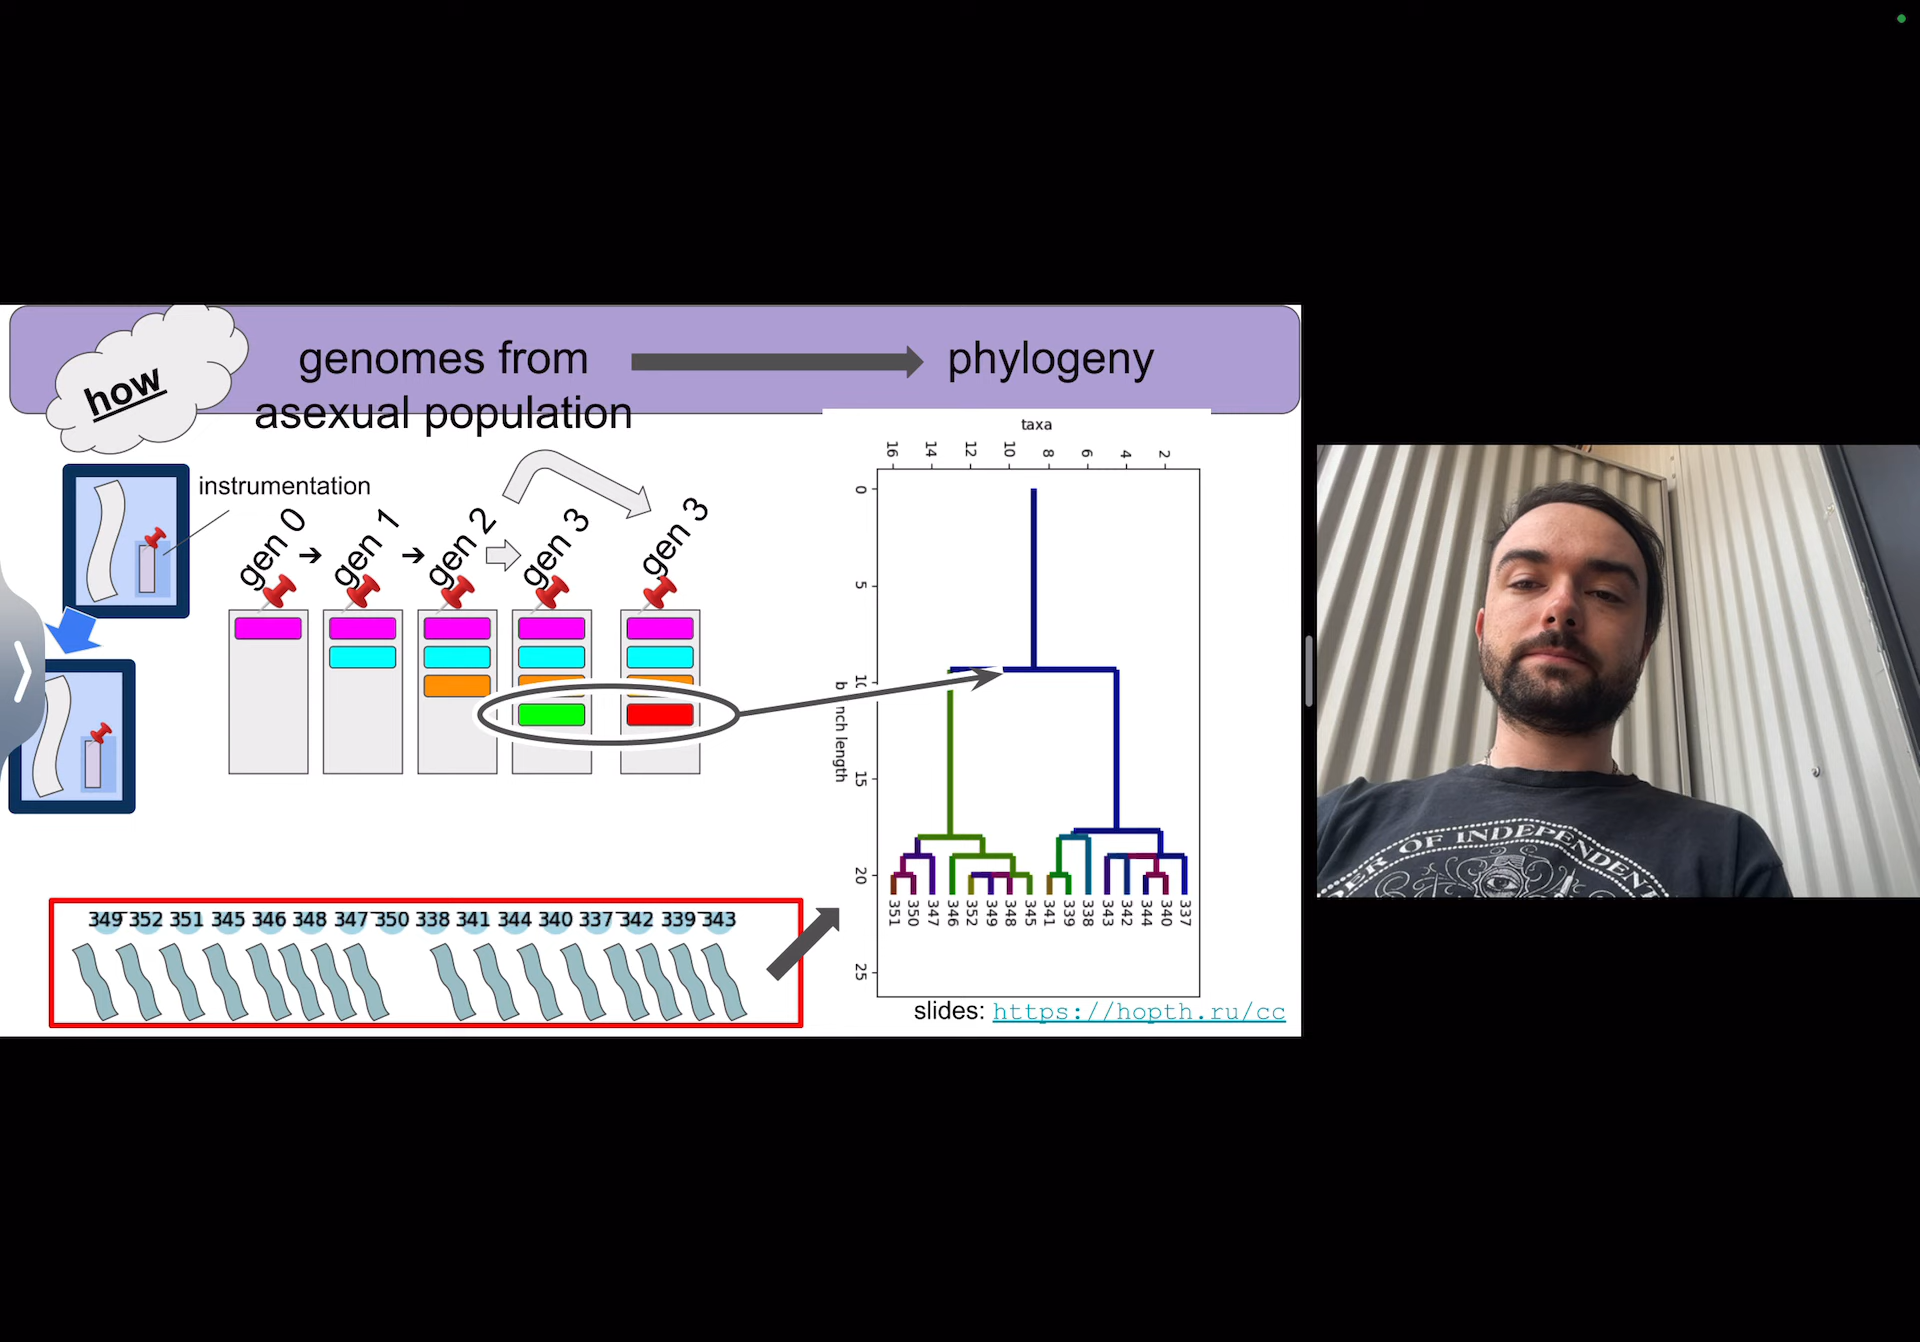 how
genomes from
asexual population
phylogeny
instrumentation
gen 0
gen 1
gen 2
gen 3
gen 3
349 352 351 345 346 348 347 350 338 341 344 340 337 342 339 343
taxa
16 14 12 10 8 6 4 2
0
5
10
15
20
25
nch length
351 350 347 346 352 349 348 345 341 339 338 343 342 344 340 337
slides: https://hopth.ru/cc
OF INDEPENDENT